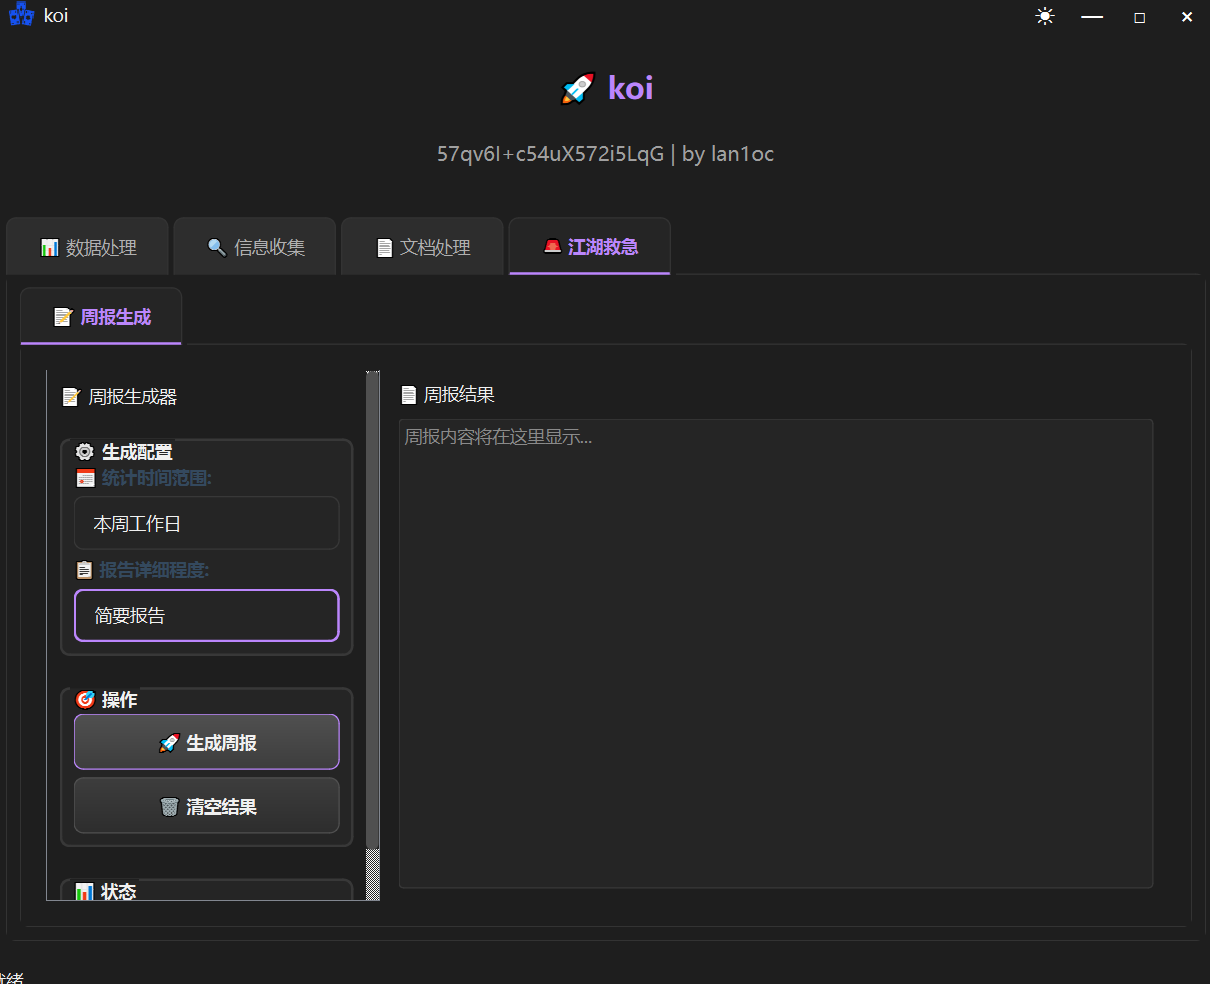 koi
koi
57qv6I+c54uX572i5LqG | by lan1oc
数据处理
信息收集
文档处理
江湖救急
周报生成
周报生成器
生成配置
统计时间范围:
本周工作日
报告详细程度:
简要报告
操作
生成周报
清空结果
状态
周报结果
周报内容将在这里显示...
绪